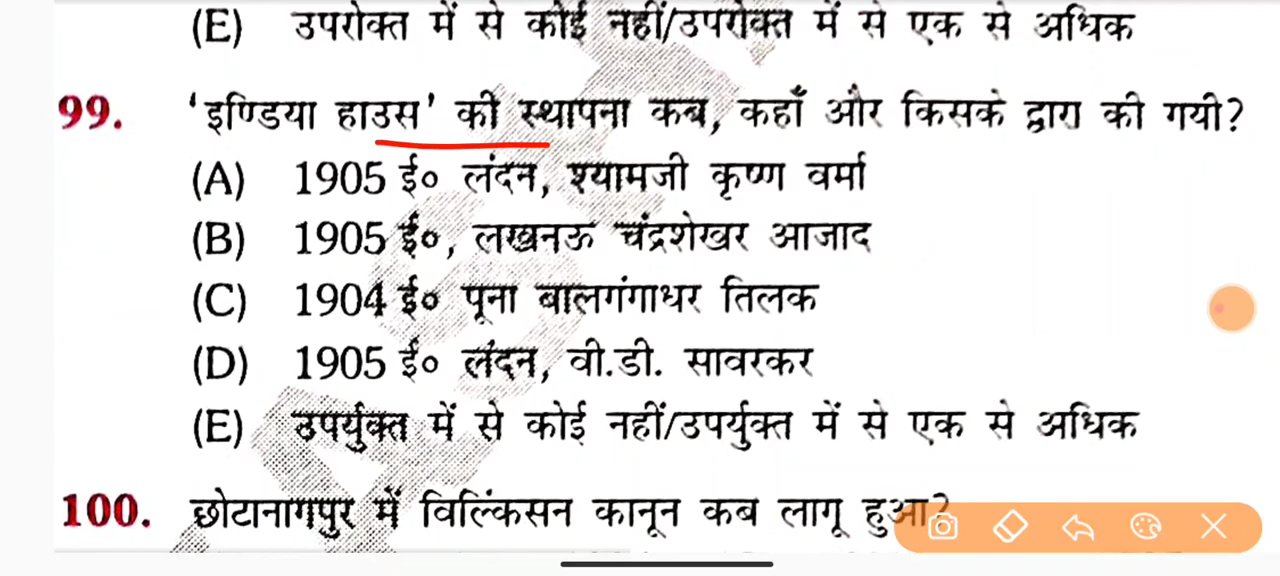 (E) उपरोक्त में से कोई नहीं/उपरोक्त में से एक से अधिक
99. 'इण्डिया हाउस' की स्थापना कब, कहाँ और किसके द्वारा की गयी?
(A) 1905 ई० लंदन, श्यामजी कृष्ण वर्मा
(B) 1905 ई०, लखनऊ चंद्रशेखर आजाद
(C) 1904 ई० पूना बालगंगाधर तिलक
(D) 1905 ई० लंदन, वी.डी. सावरकर
(E) उपर्युक्त में से कोई नहीं/उपर्युक्त में से एक से अधिक
100. छोटानागपुर में विल्किंसन कानून कब लागू हुआ?